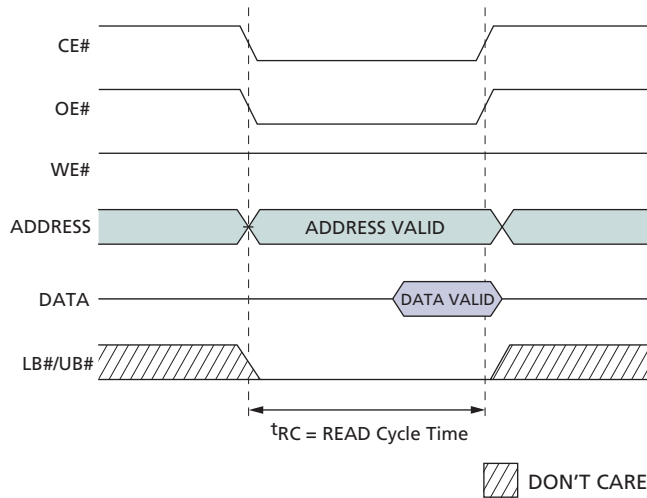 CE#
OE#
WE#
ADDRESS
ADDRESS VALID
DATA
DATA VALID
LB#/UB#
tRC = READ Cycle Time
DON'T CARE